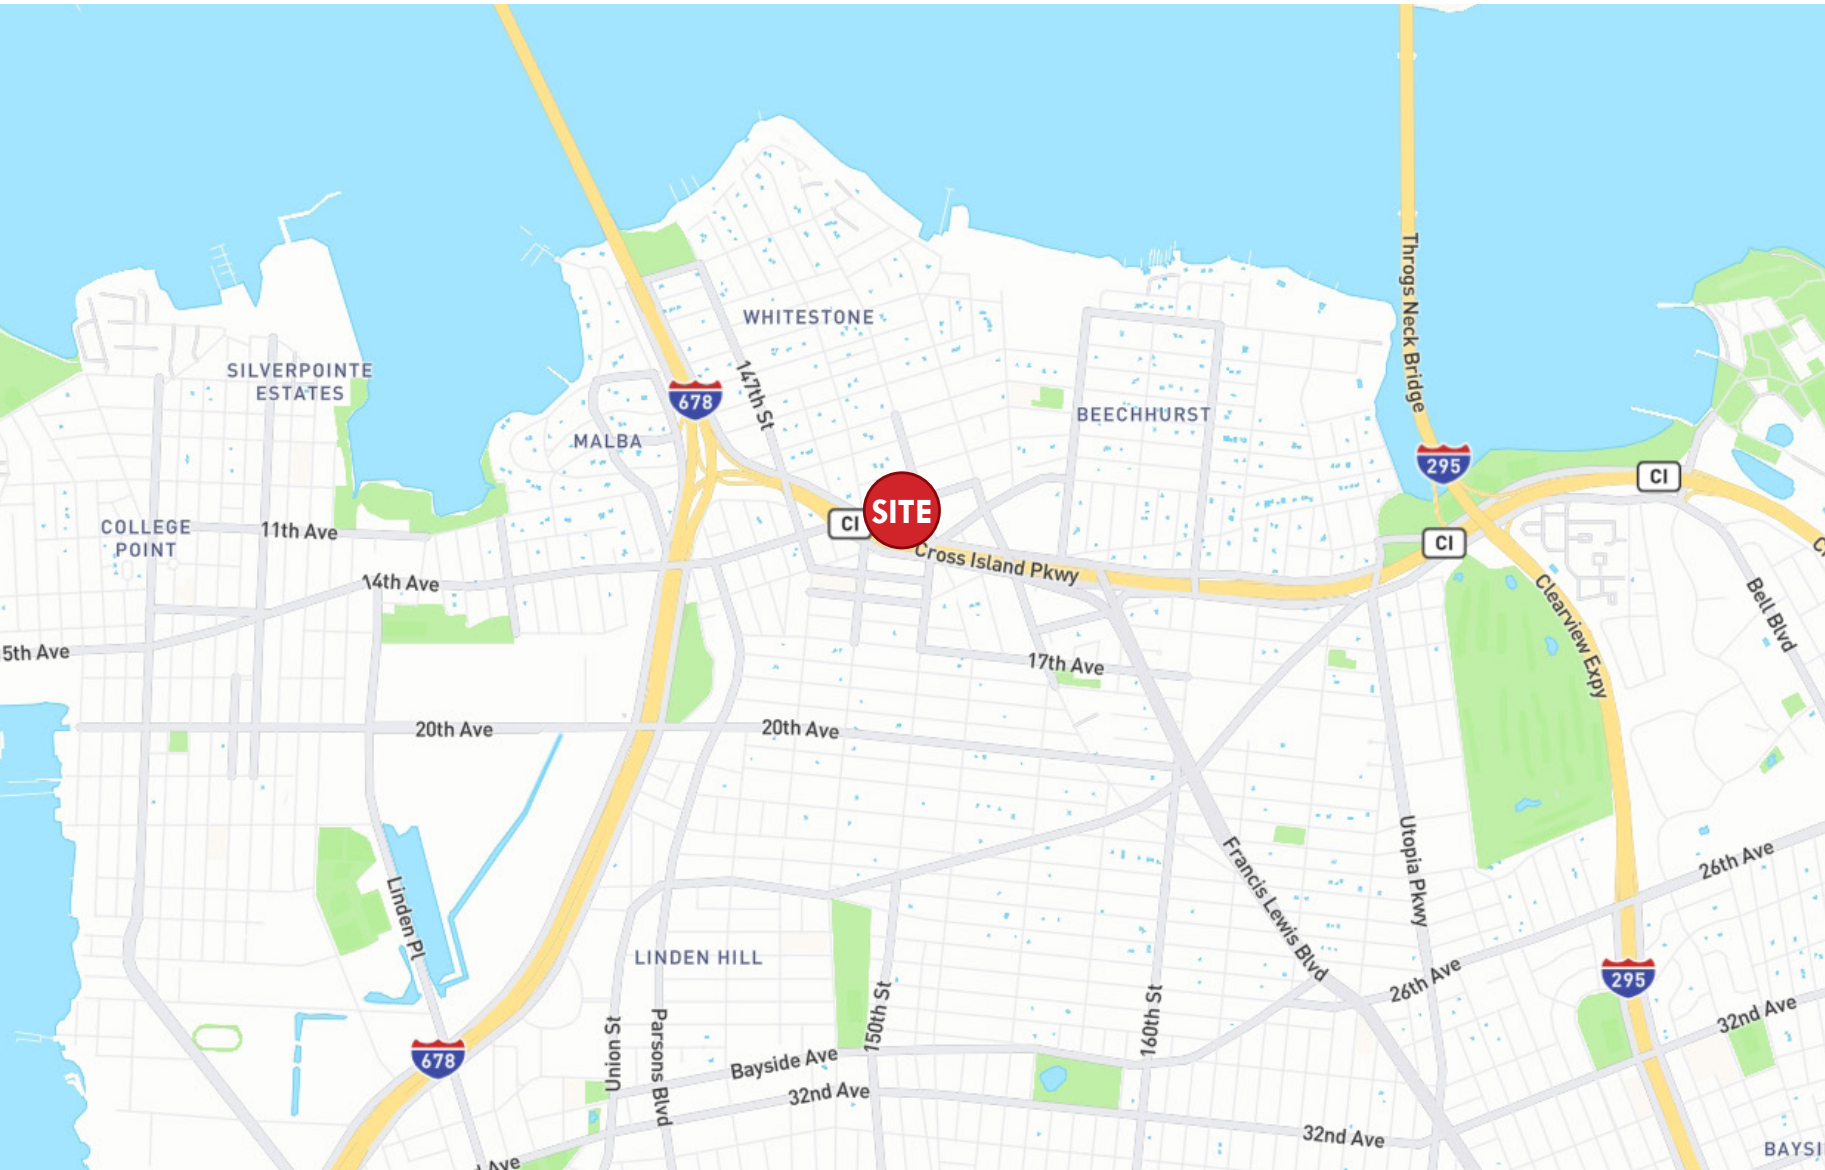 Throgs Neck Bridge
WHITESTONE
SILVERPOINTE
ESTATES
678
147th St
BEECHHURST
MALBA
295
CI
CI
SITE
CI
COLLEGE
POINT
11th Ave
Cross Island Pkwy
14th Ave
Clearview Expy
Bell Blvd
5th Ave
17th Ave
20th Ave
20th Ave
Utopia Pkwy
Francis Lewis Blvd
26th Ave
Linden Pl
LINDEN HILL
26th Ave
295
150th St
160th St
32nd Ave
Union St
Parsons Blvd
678
Bayside Ave
32nd Ave
32nd Ave
BAYSI
Ave